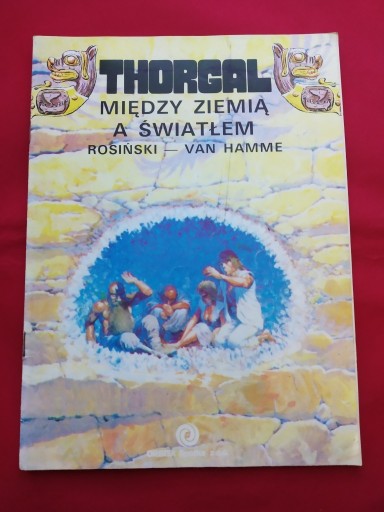 THORGAL
MIĘDZY ZIEMIĄ
A ŚWIATŁEM
ROSIŃSKI — VAN HAMME